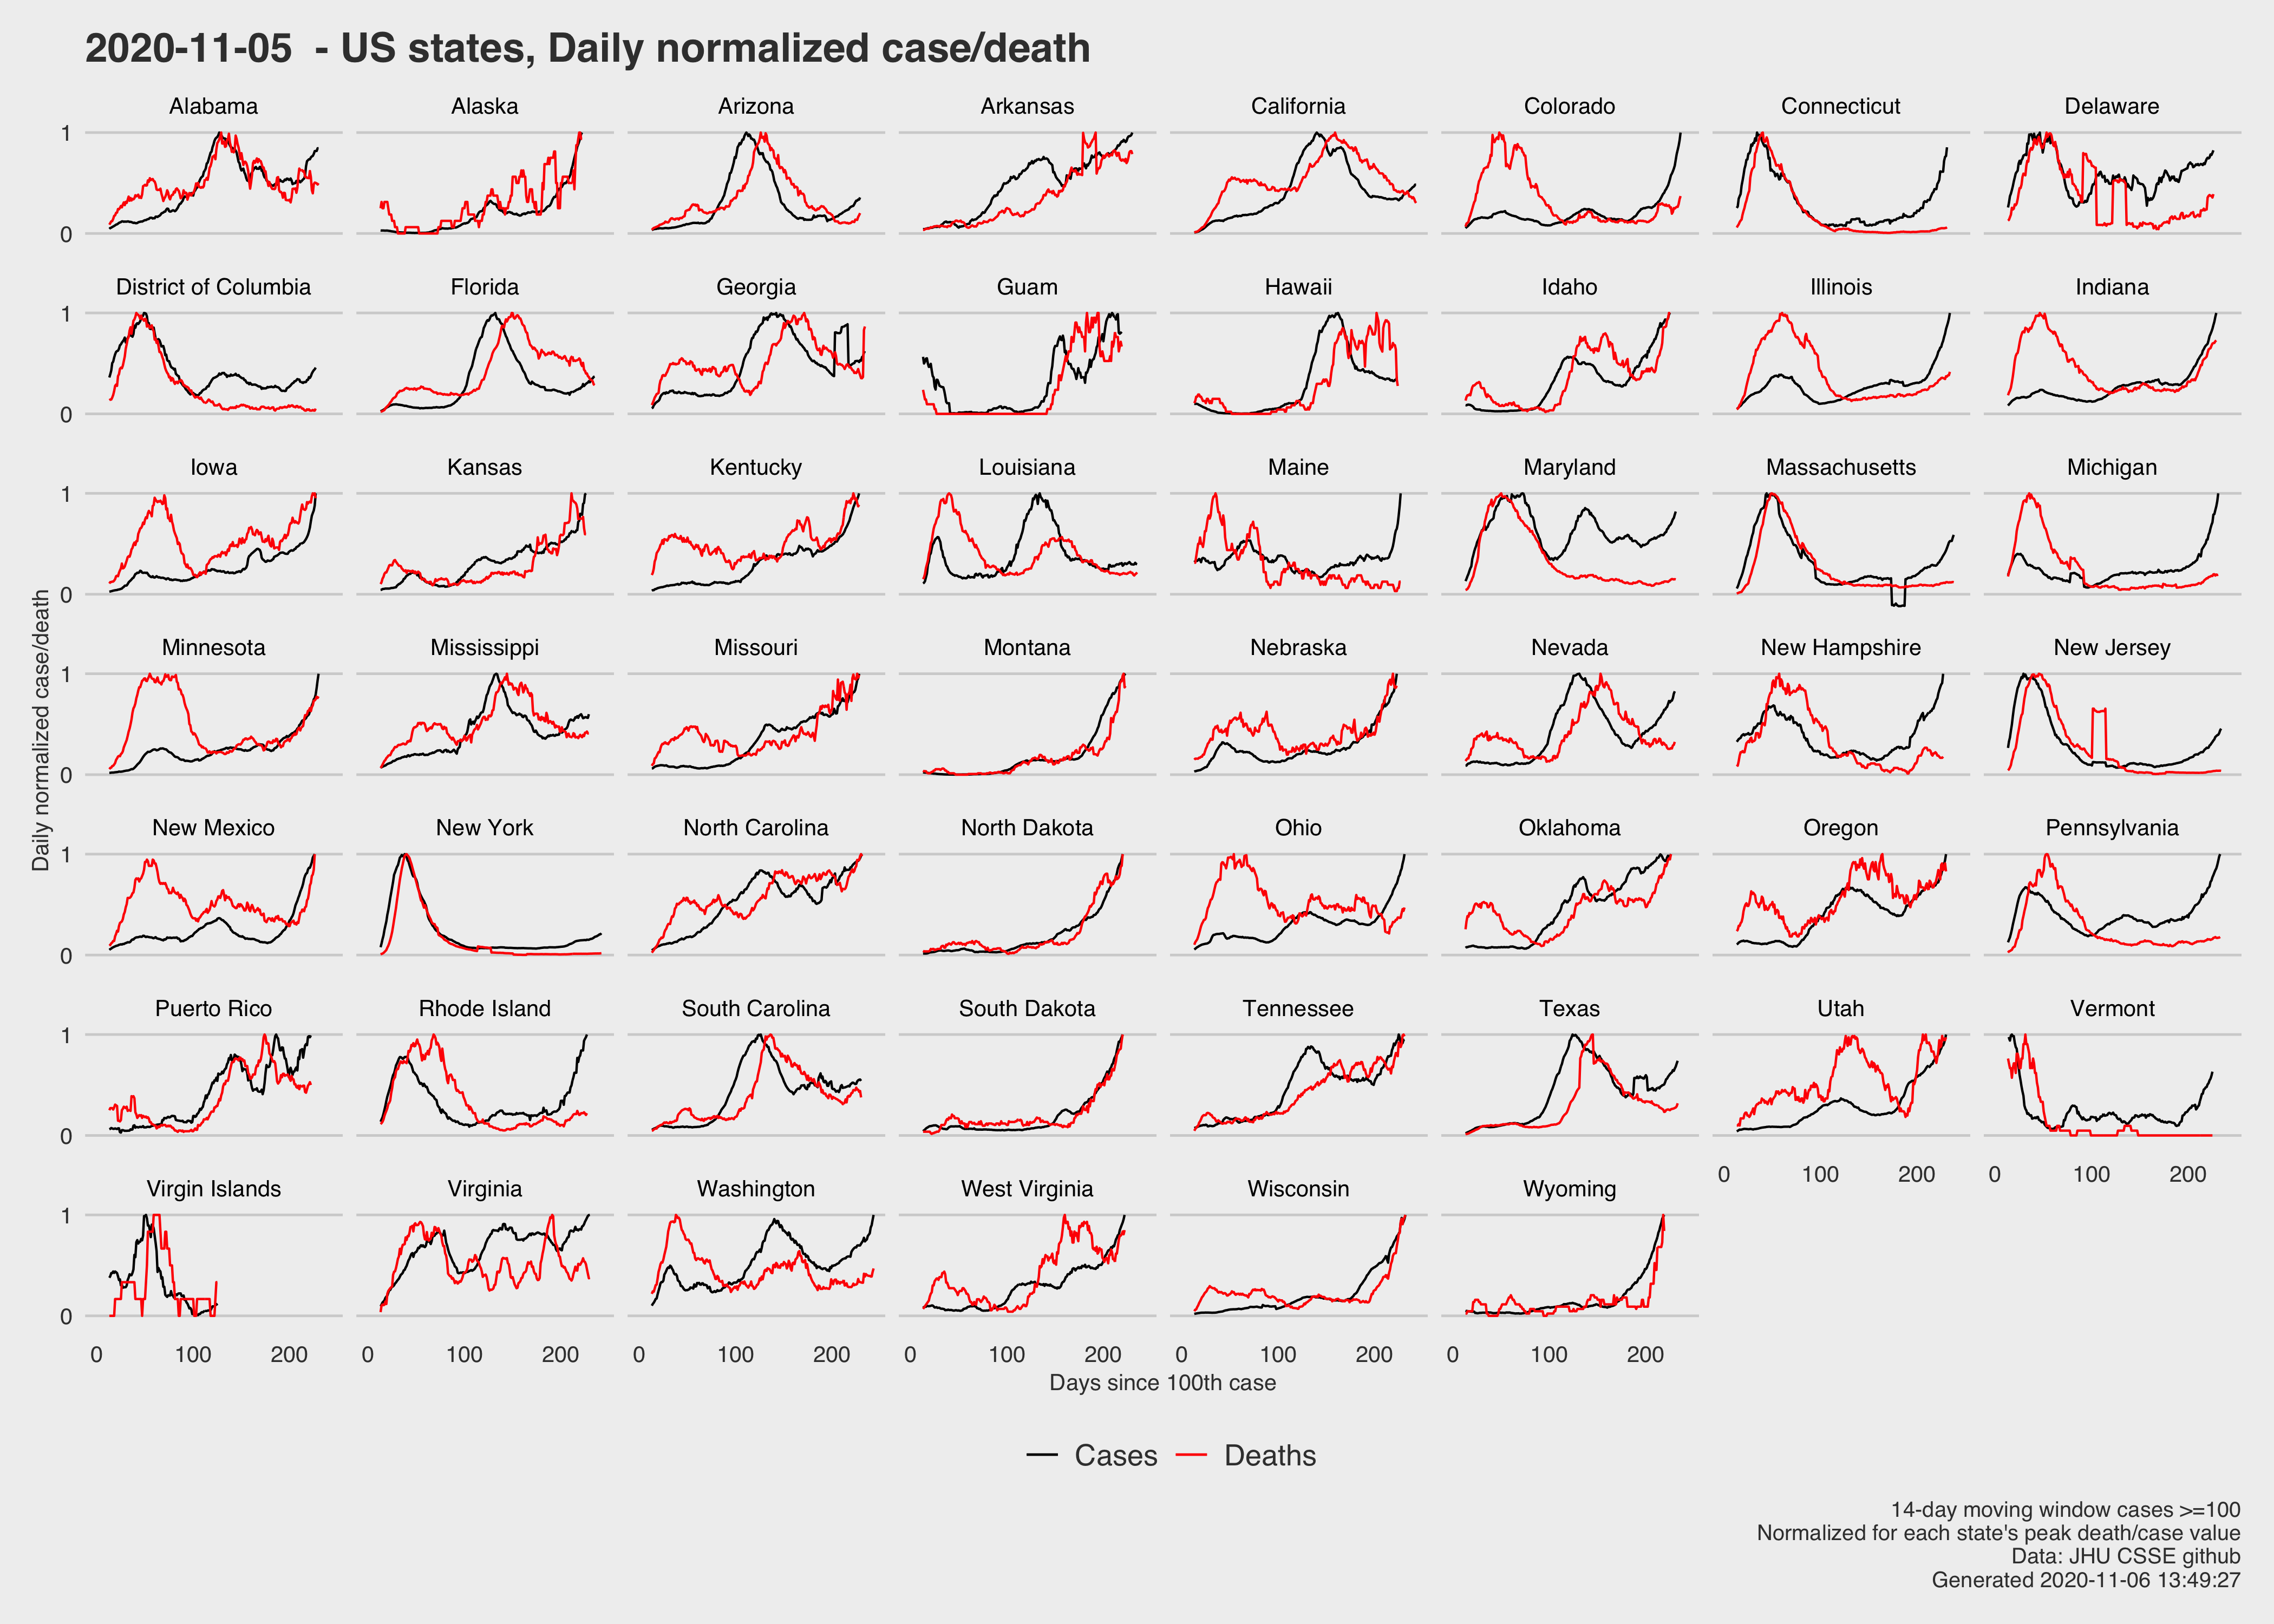 2020-11-05  - US states, Daily normalized case/death
Alabama Alaska Arizona Arkansas California Colorado Connecticut Delaware
1
0
District of Columbia Florida Georgia Guam Hawaii Idaho Illinois Indiana
1
0
Iowa Kansas Kentucky Louisiana Maine Maryland Massachusetts Michigan
1
0
Minnesota Mississippi Missouri Montana Nebraska Nevada New Hampshire New Jersey
1
0
New Mexico New York North Carolina North Dakota Ohio Oklahoma Oregon Pennsylvania
1
0
Puerto Rico Rhode Island South Carolina South Dakota Tennessee Texas Utah Vermont
1
0
0 100 200 0 100 200
Virgin Islands Virginia Washington West Virginia Wisconsin Wyoming
1
0
0 100 200 0 100 200 0 100 200 0 100 200 0 100 200 0 100 200
Daily normalized case/death
Days since 100th case
Cases Deaths
14-day moving window cases >=100
Normalized for each state's peak death/case value
Data: JHU CSSE github
Generated 2020-11-06 13:49:27